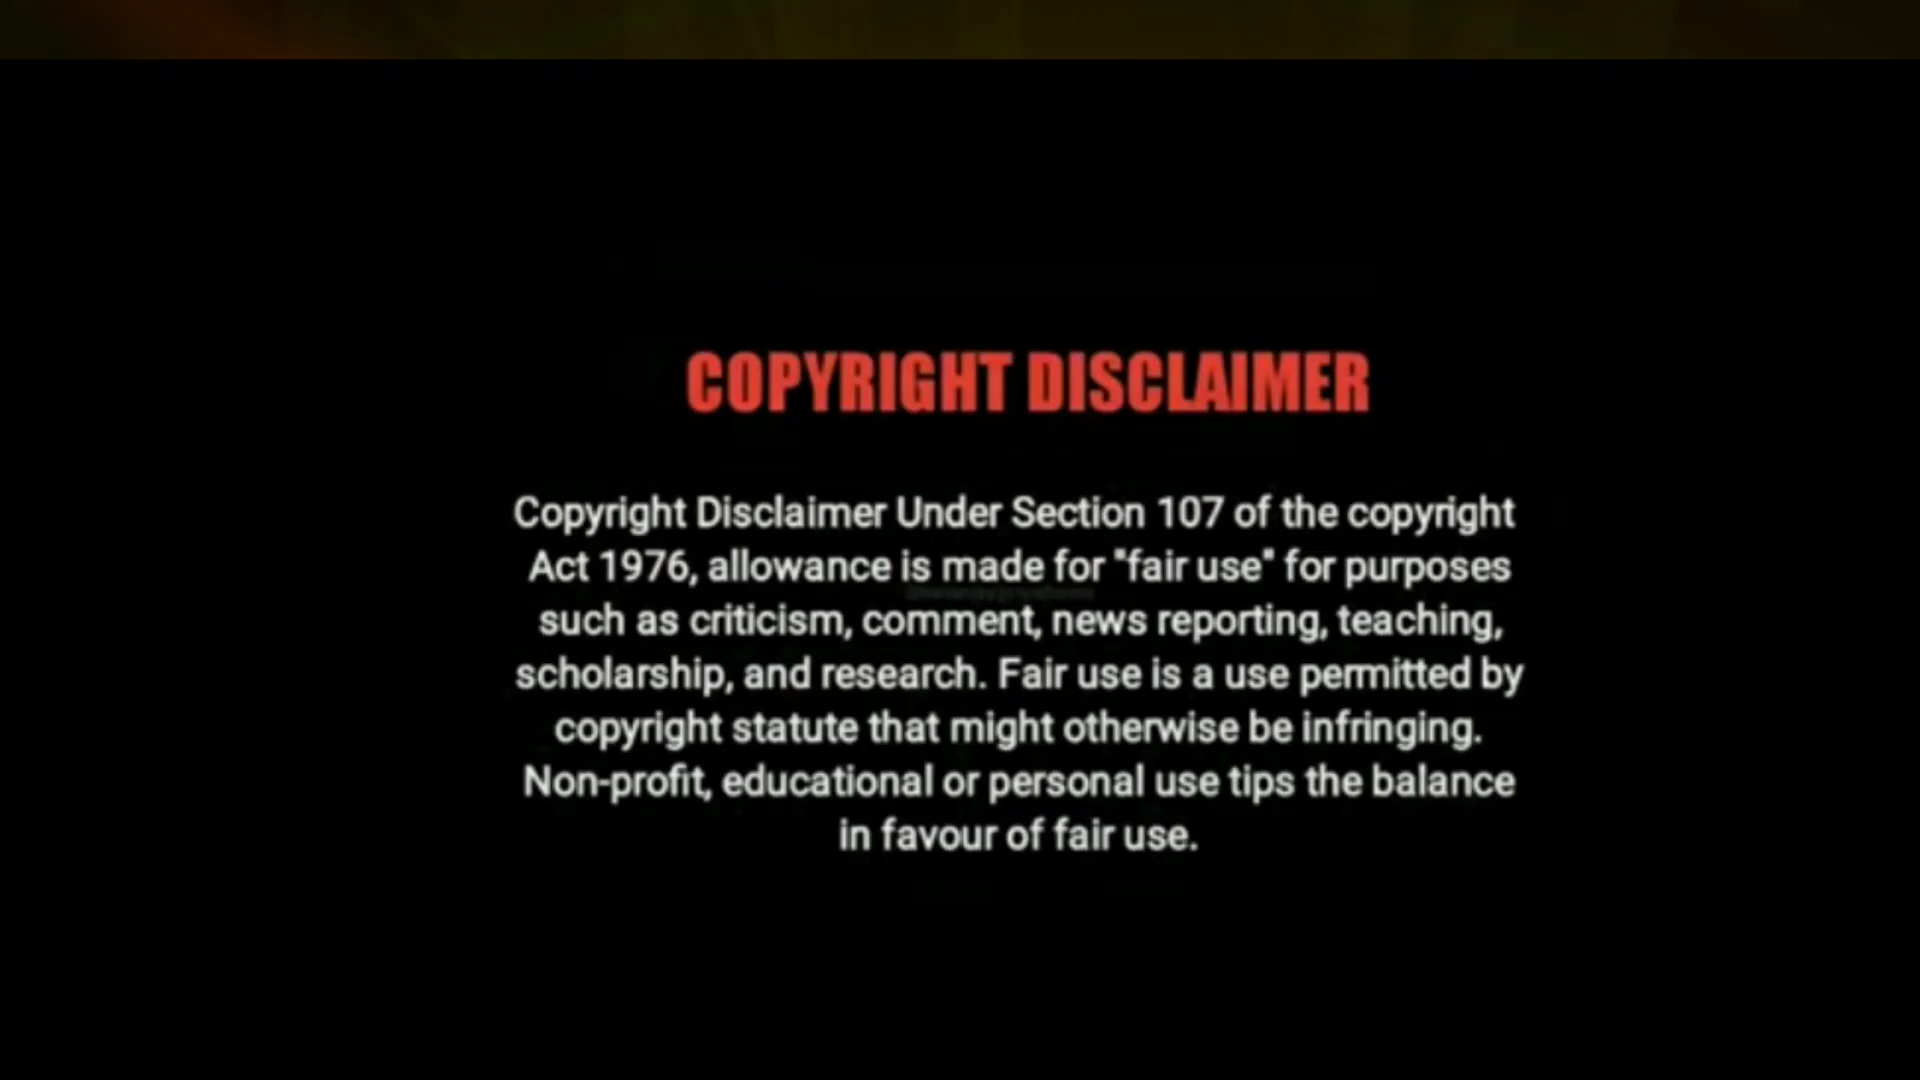 COPYRIGHT DISCLAIMER
Copyright Disclaimer Under Section 107 of the copyright
Act 1976, allowance is made for "fair use" for purposes
such as criticism, comment, news reporting, teaching,
scholarship, and research. Fair use is a use permitted by
copyright statute that might otherwise be infringing.
Non-profit, educational or personal use tips the balance
in favour of fair use.